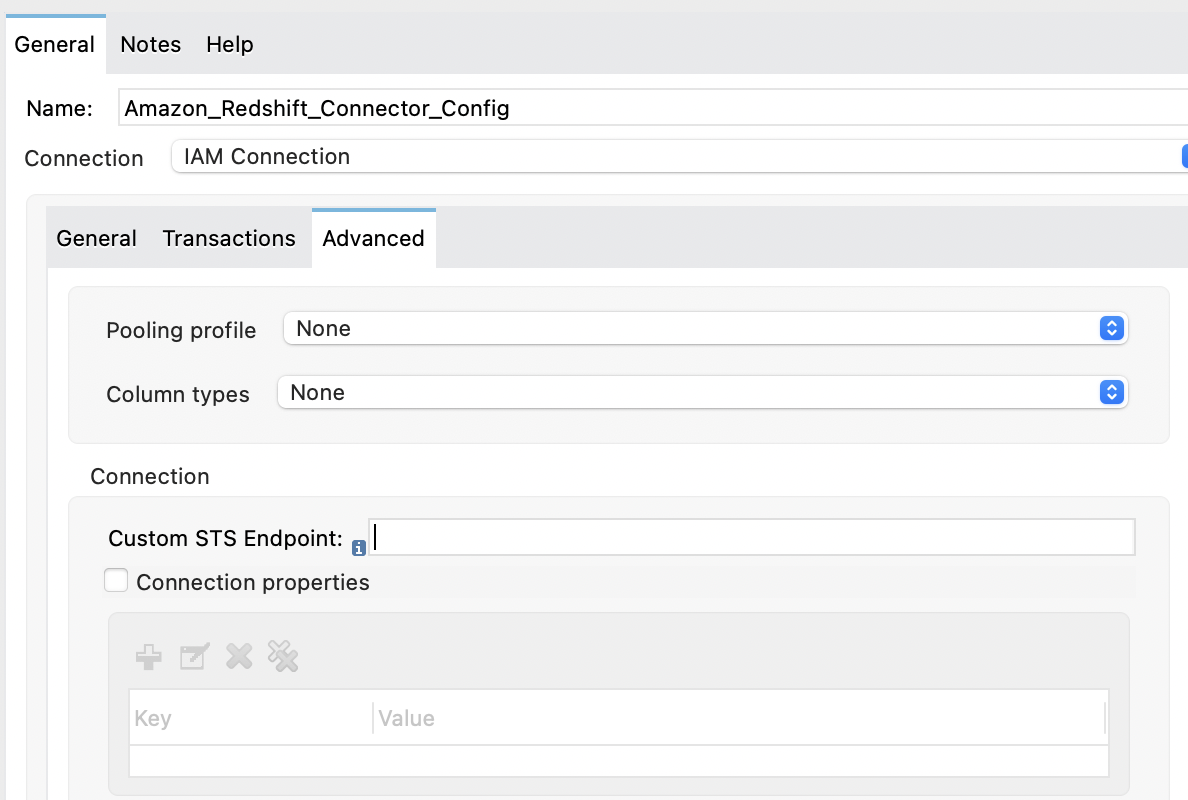 General Notes Help
Name: Amazon_Redshift_Connector_Config
Connection IAM Connection
General Transactions Advanced
Pooling profile None
Column types None
Connection
Custom STS Endpoint:
Connection properties
Key Value